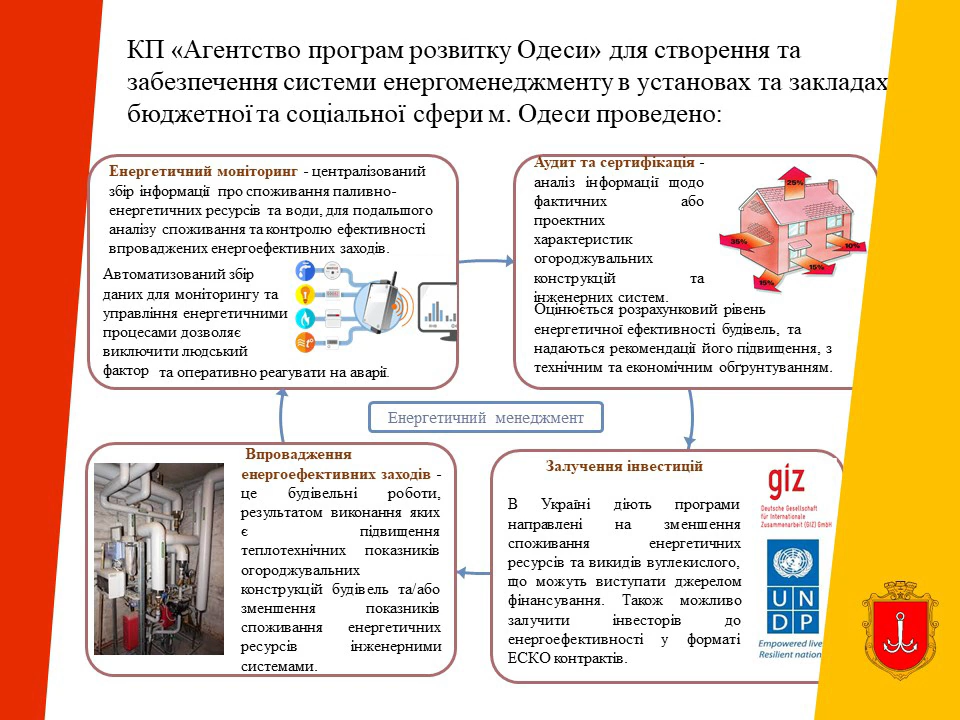 КП «Агентство програм розвитку Одеси» для створення та
забезпечення системи енергоменеджменту в установах та закладах
бюджетної та соціальної сфери м. Одеси проведено:
Енергетичний моніторинг - централізований
збір інформації про споживання паливно-
енергетичних ресурсів та води, для подальшого
аналізу споживання та контролю ефективності
впроваджених енергоефективних заходів.
Автоматизований збір
даних для моніторингу та
управління енергетичними
процесами дозволяє
виключити людський
фактор та оперативно реагувати на аварії.
Аудит та сертифікація -
аналіз інформації щодо
фактичних або
проектних
характеристик
огороджувальних
конструкцій та
інженерних систем.
Оцінюється розрахунковий рівень
енергетичної ефективності будівель, та
надаються рекомендації його підвищення, з
технічним та економічним обґрунтуванням.
25%
35%
10%
15%
15%
Енергетичний менеджмент
Впровадження
енергоефективних заходів -
це будівельні роботи,
результатом виконання яких
є підвищення
теплотехнічних показників
огороджувальних
конструкцій будівель та/або
зменшення показників
споживання енергетичних
ресурсів інженерними
системами.
Залучення інвестицій
В Україні діють програми
направлені на зменшення
споживання енергетичних
ресурсів та викидів вуглекислого,
що можуть виступати джерелом
фінансування. Також можливо
залучити інвесторів до
енергоефективності у форматі
ЕСКО контрактів.
giz
Deutsche Gesellschaft
für Internationale
Zusammenarbeit (GIZ) GmbH
U N
D P
Empowered live
Resilient nation